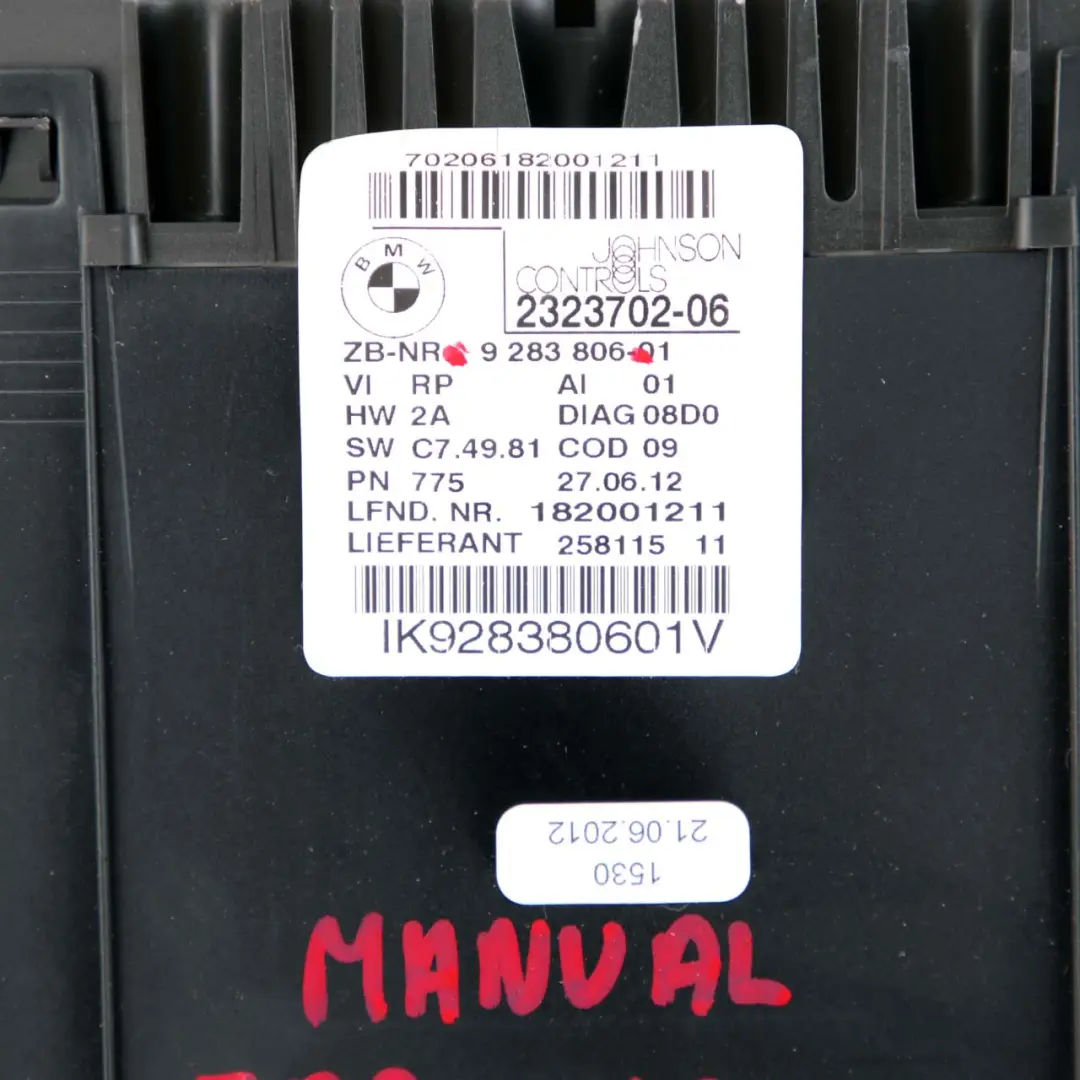 70206182001211
BMW
JOHNSON
CONTROLS
2323702-06
ZB-NR 9 283 806-01
VI RP AI 01
HW 2A DIAG 08D0
SW C7.49.81 COD 09
PN 775 27.06.12
LFND. NR. 182001211
LIEFERANT 258115 11
IK928380601V
21.06.2012
1530
MANUAL